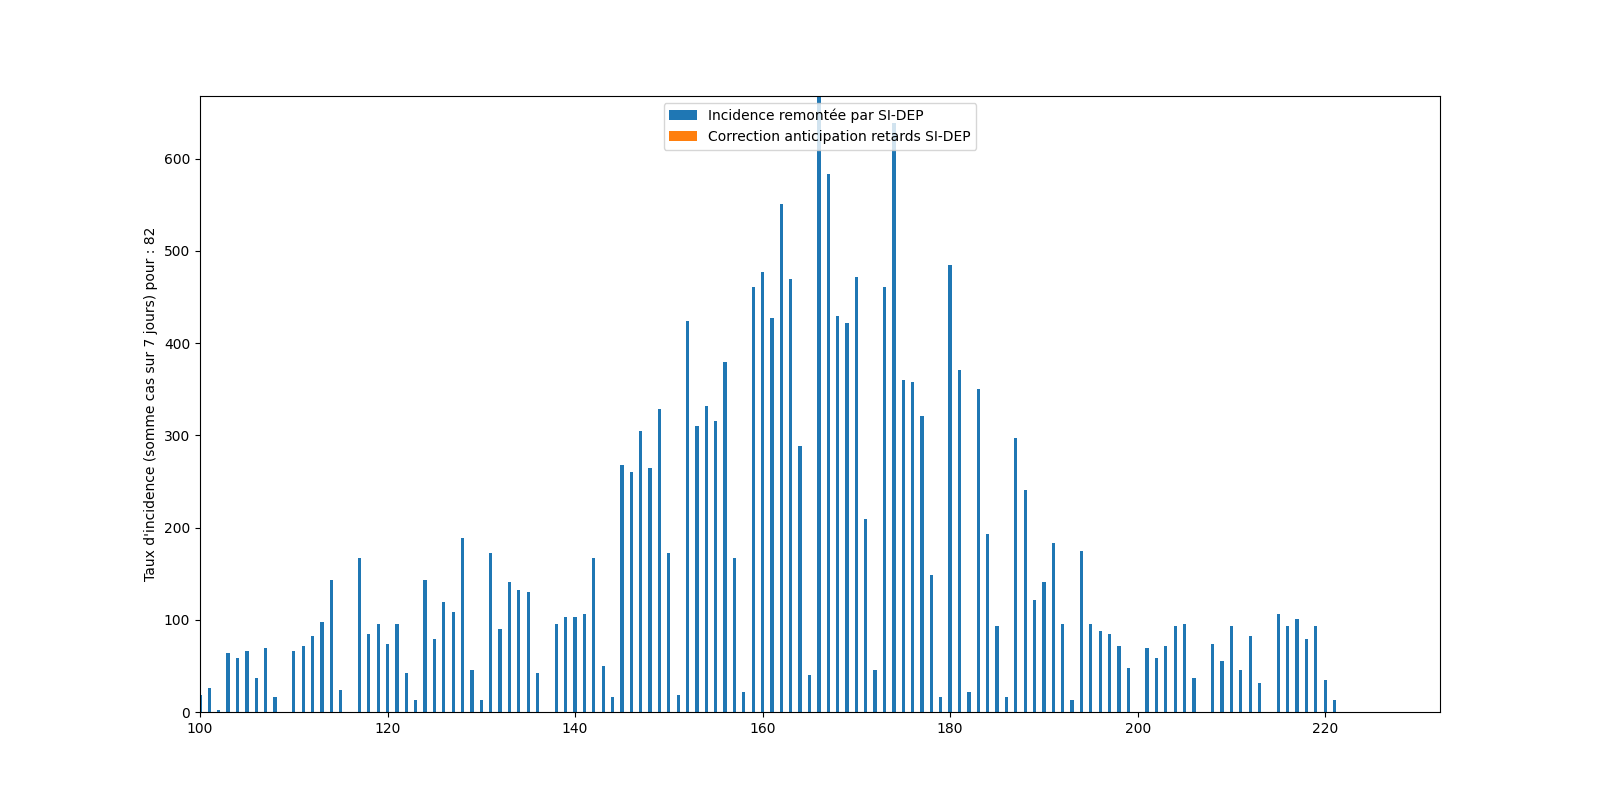 Incidence remontée par SI-DEP
Correction anticipation retards SI-DEP
Taux d'incidence (somme cas sur 7 jours) pour : 82
600
500
400
300
200
100
0
100 120 140 160 180 200 220